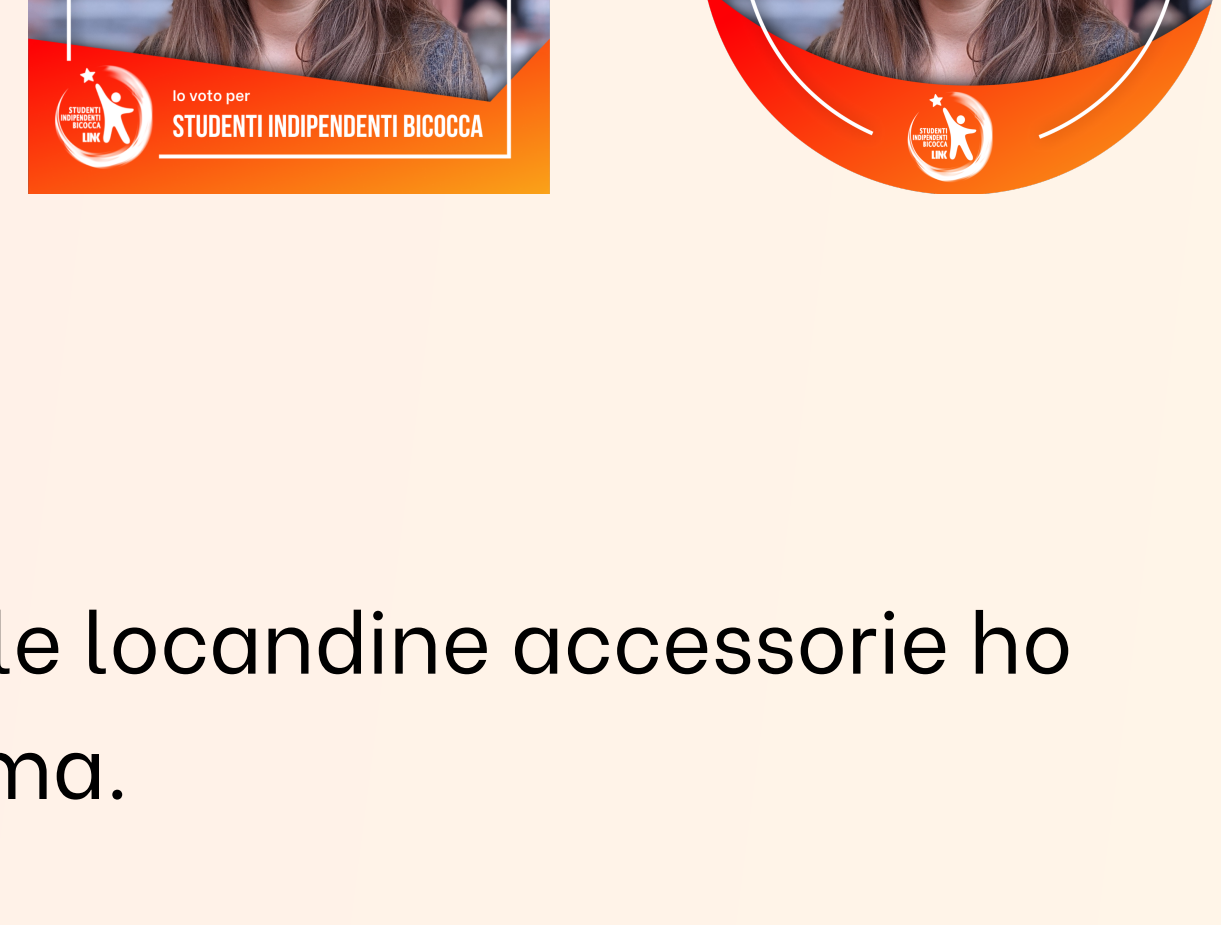 Io voto per
STUDENTI INDIPENDENTI BICOCCA
STUDENTI
INDIPENDENTI
BICOCCA
LINK
STUDENTI
INDIPENDENTI
BICOCCA
LINK
le locandine accessorie ho
ma.